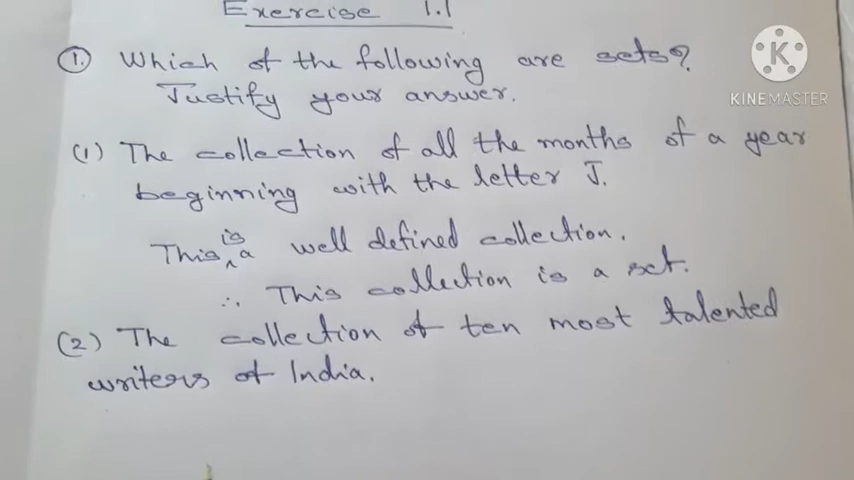 Exercise 1.1
① Which of the following are sets?
Justify your answer.
(1) The collection of all the months of a year
beginning with the letter J.
This is a well defined collection.
∴ This collection is a set.
(2) The collection of ten most talented
writers of India.
KINEMASTER